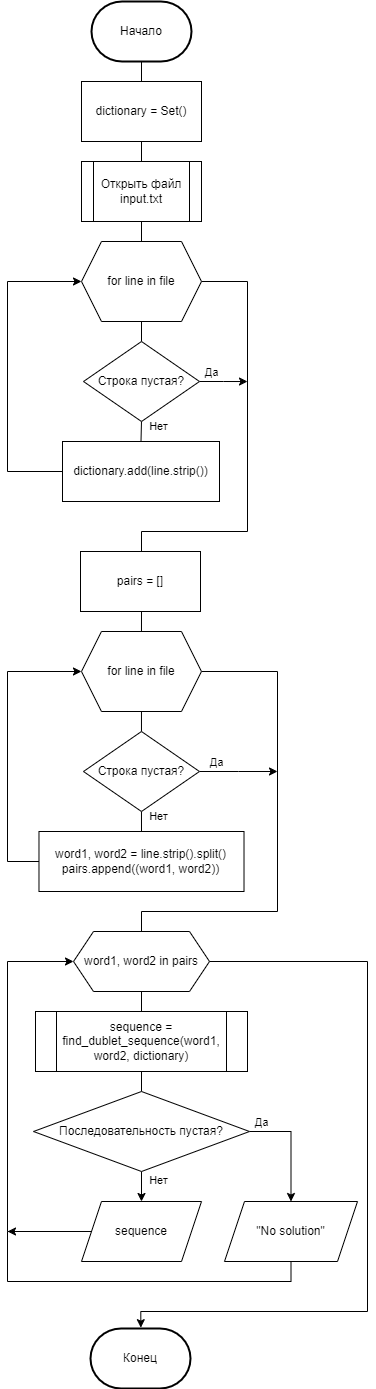 Начало
dictionary = Set()
Открыть файл
input.txt
for line in file
Строка пустая?
Да
Нет
dictionary.add(line.strip())
pairs = []
for line in file
Строка пустая?
Да
Нет
word1, word2 = line.strip().split()
pairs.append((word1, word2))
word1, word2 in pairs
sequence =
find_dublet_sequence(word1,
word2, dictionary)
Последовательность пустая?
Да
Нет
sequence
"No solution"
Конец